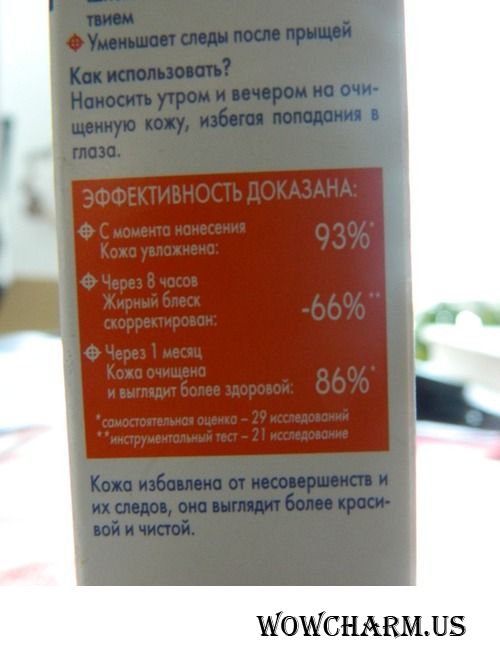 твием
Уменьшает следы после прыщей
Как использовать?
Наносить утром и вечером на очи-
щенную кожу, избегая попадания в
глаза.
ЭФФЕКТИВНОСТЬ ДОКАЗАНА:
С момента нанесения
Кожа увлажнена: 93%*
Через 8 часов
Жирный блеск
скорректирован: -66%**
Через 1 месяц
Кожа очищена
и выглядит более здоровой: 86%*
*самостоятельная оценка – 29 исследований
**инструментальный тест – 21 исследование
Кожа избавлена от несовершенств и
их следов, она выглядит более краси-
вой и чистой.
WOWCHARM.US